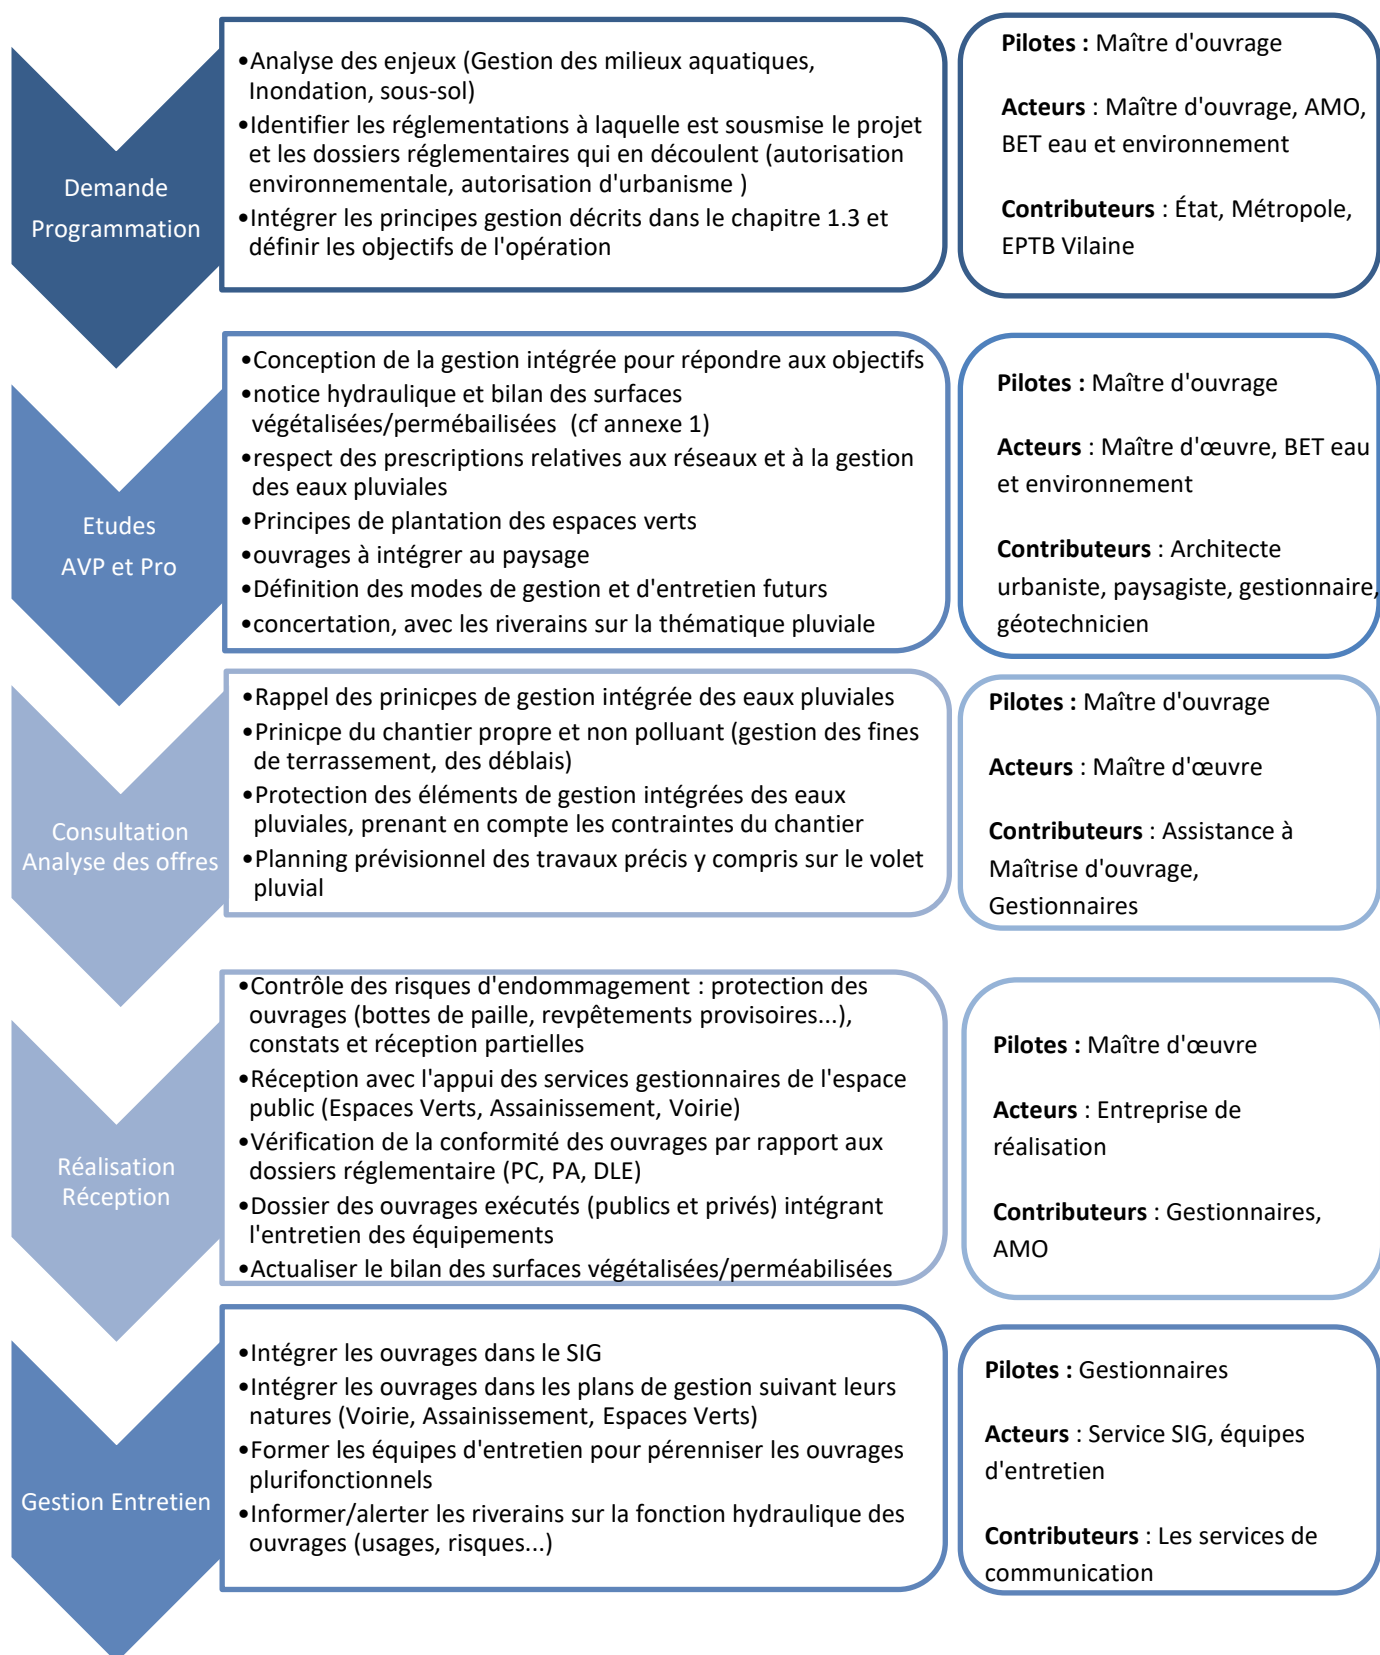 Demande
Programmation
•Analyse des enjeux (Gestion des milieux aquatiques,
Inondation, sous-sol)
•Identifier les réglementations à laquelle est sousmise le projet
et les dossiers réglementaires qui en découlent (autorisation
environnementale, autorisation d'urbanisme )
•Intégrer les principes gestion décrits dans le chapitre 1.3 et
définir les objectifs de l'opération
Pilotes : Maître d'ouvrage
Acteurs : Maître d'ouvrage, AMO,
BET eau et environnement
Contributeurs : État, Métropole,
EPTB Vilaine
Etudes
AVP et Pro
•Conception de la gestion intégrée pour répondre aux objectifs
•notice hydraulique et bilan des surfaces
végétalisées/permébailisées (cf annexe 1)
•respect des prescriptions relatives aux réseaux et à la gestion
des eaux pluviales
•Principes de plantation des espaces verts
•ouvrages à intégrer au paysage
•Définition des modes de gestion et d'entretien futurs
•concertation, avec les riverains sur la thématique pluviale
Pilotes : Maître d'ouvrage
Acteurs : Maître d'œuvre, BET eau
et environnement
Contributeurs : Architecte
urbaniste, paysagiste, gestionnaire,
géotechnicien
Consultation
Analyse des offres
•Rappel des prinicpes de gestion intégrée des eaux pluviales
•Prinicpe du chantier propre et non polluant (gestion des fines
de terrassement, des déblais)
•Protection des éléments de gestion intégrées des eaux
pluviales, prenant en compte les contraintes du chantier
•Planning prévisionnel des travaux précis y compris sur le volet
pluvial
Pilotes : Maître d'ouvrage
Acteurs : Maître d'œuvre
Contributeurs : Assistance à
Maîtrise d'ouvrage,
Gestionnaires
Réalisation
Réception
•Contrôle des risques d'endommagement : protection des
ouvrages (bottes de paille, revpêtements provisoires...),
constats et réception partielles
•Réception avec l'appui des services gestionnaires de l'espace
public (Espaces Verts, Assainissement, Voirie)
•Vérification de la conformité des ouvrages par rapport aux
dossiers réglementaire (PC, PA, DLE)
•Dossier des ouvrages exécutés (publics et privés) intégrant
l'entretien des équipements
•Actualiser le bilan des surfaces végétalisées/perméabilisées
Pilotes : Maître d'œuvre
Acteurs : Entreprise de
réalisation
Contributeurs : Gestionnaires,
AMO
Gestion Entretien
•Intégrer les ouvrages dans le SIG
•Intégrer les ouvrages dans les plans de gestion suivant leurs
natures (Voirie, Assainissement, Espaces Verts)
•Former les équipes d'entretien pour pérenniser les ouvrages
plurifonctionnels
•Informer/alerter les riverains sur la fonction hydraulique des
ouvrages (usages, risques...)
Pilotes : Gestionnaires
Acteurs : Service SIG, équipes
d'entretien
Contributeurs : Les services de
communication